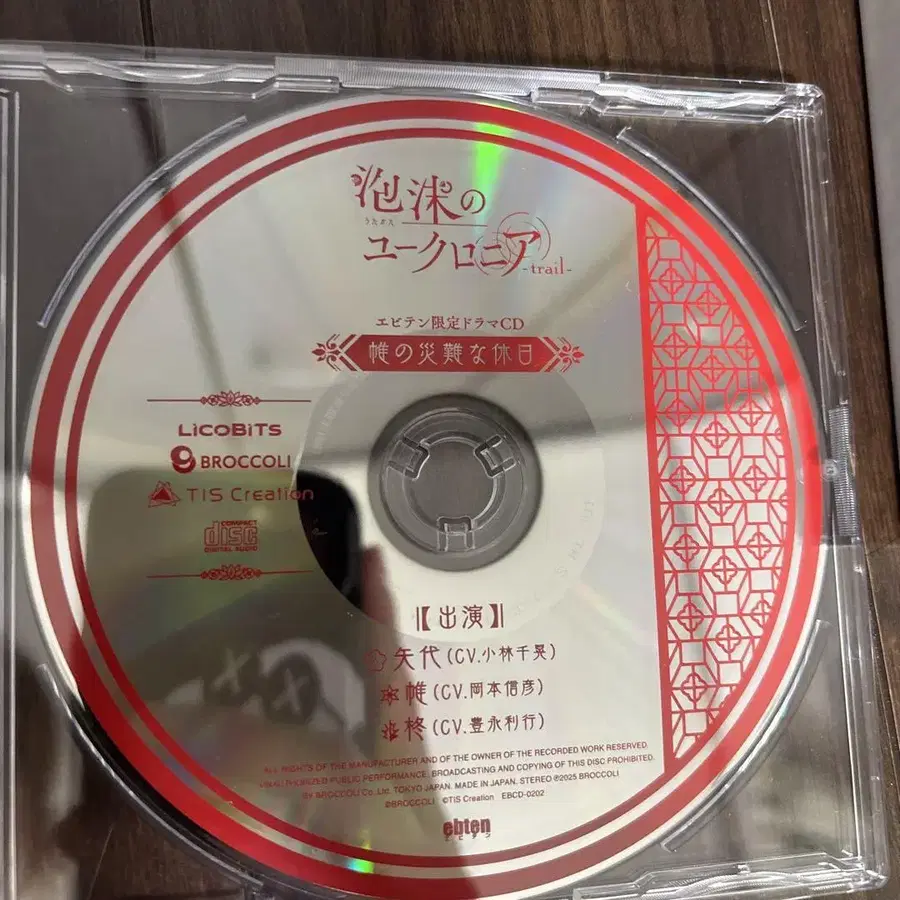 泡沫の
うたかた
ユークロニア
-trail-
エビテン限定ドラマCD
帷の災難な休日
LicoBiTs
BROCCOLI
TIS Creation
COMPACT
disc
DIGITAL AUDIO
【出演】
矢代(CV.小林千晃)
帷(CV.岡本信彦)
柊(CV.豊永利行)
ALL RIGHTS OF THE MANUFACTURER AND OF THE OWNER OF THE RECORDED WORK RESERVED.
UNAUTHORIZED PUBLIC PERFORMANCE, BROADCASTING AND COPYING OF THIS DISC PROHIBITED.
BY BROCCOLI Co. Ltd. TOKYO JAPAN. MADE IN JAPAN. STEREO ℗2025 BROCCOLI
©BROCCOLI ©TIS Creation EBCD-0202
ebten
エビテン